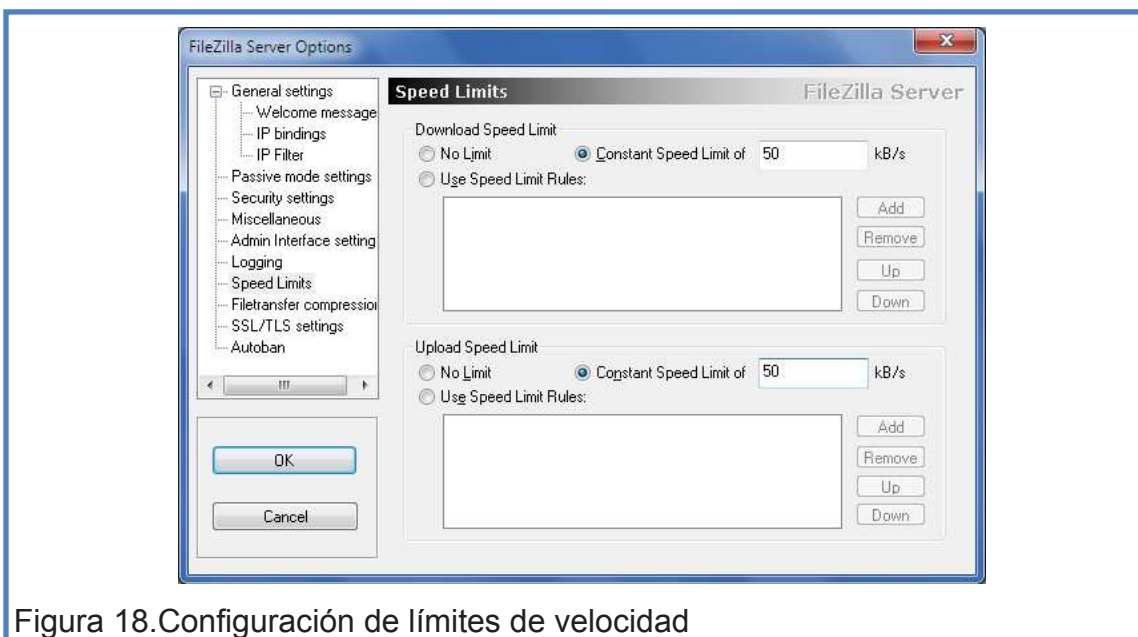 FileZilla Server Options
General settings
Welcome message
IP bindings
IP Filter
Passive mode settings
Security settings
Miscellaneous
Admin Interface setting
Logging
Speed Limits
Filetransfer compression
SSL/TLS settings
Autoban
OK
Cancel
Speed Limits FileZilla Server
Download Speed Limit
No Limit Constant Speed Limit of 50 kB/s
Use Speed Limit Rules:
Add
Remove
Up
Down
Upload Speed Limit
No Limit Constant Speed Limit of 50 kB/s
Use Speed Limit Rules:
Add
Remove
Up
Down
Figura 18.Configuración de límites de velocidad